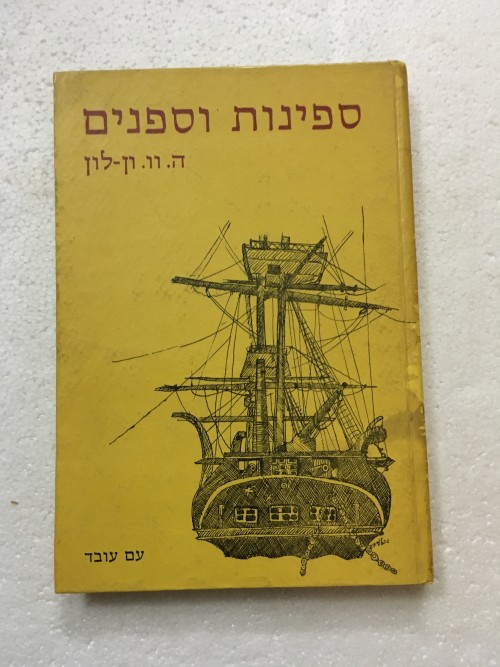 ספינות וספנים
ה. וו. ון-לון
עם עובד